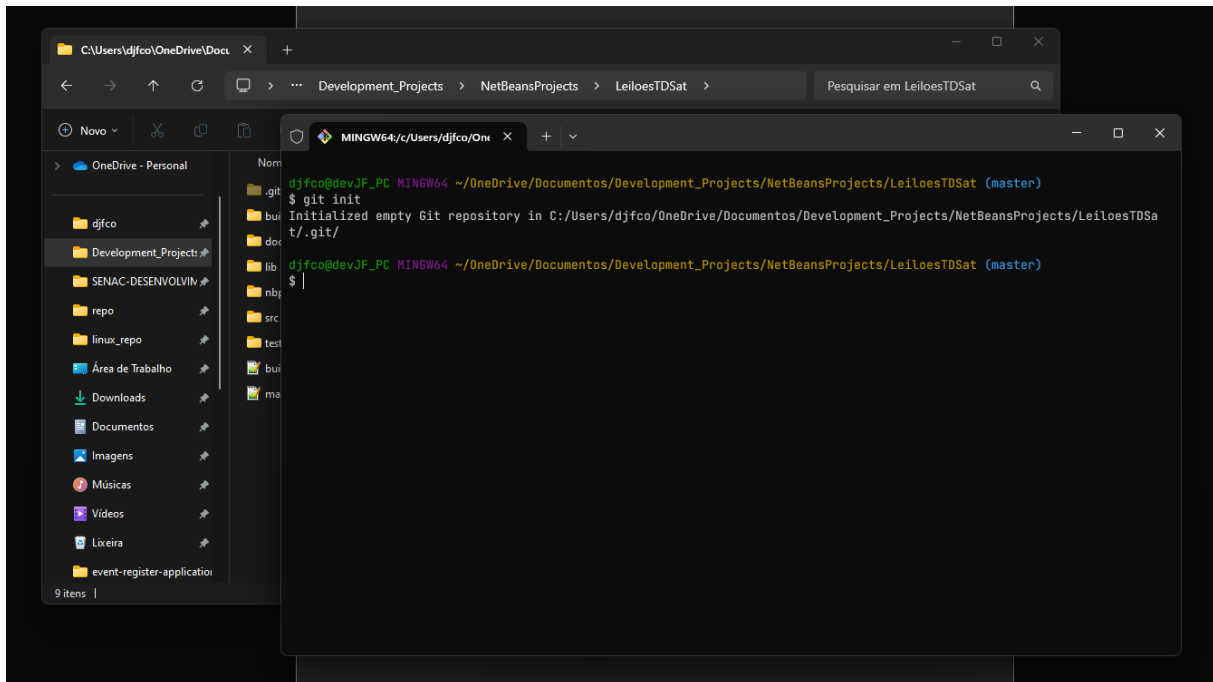 C:\Users\djfco\OneDrive\Docu
Development_Projects > NetBeansProjects > LeiloesTDSat >
Pesquisar em LeiloesTDSat
Novo
MINGW64:/c/Users/djfco/One
OneDrive - Personal
djfco
Development_Projects
SENAC-DESENVOLVIM
repo
linux_repo
Área de Trabalho
Downloads
Documentos
Imagens
Músicas
Vídeos
Lixeira
event-register-application
9 itens
Nom
.git
bui
doc
lib
nbp
src
test
bui
ma
djfco@devJF_PC MINGW64 ~/OneDrive/Documentos/Development_Projects/NetBeansProjects/LeiloesTDSat (master)
$ git init
Initialized empty Git repository in C:/Users/djfco/OneDrive/Documentos/Development_Projects/NetBeansProjects/LeiloesTDSa
t/.git/
djfco@devJF_PC MINGW64 ~/OneDrive/Documentos/Development_Projects/NetBeansProjects/LeiloesTDSat (master)
$